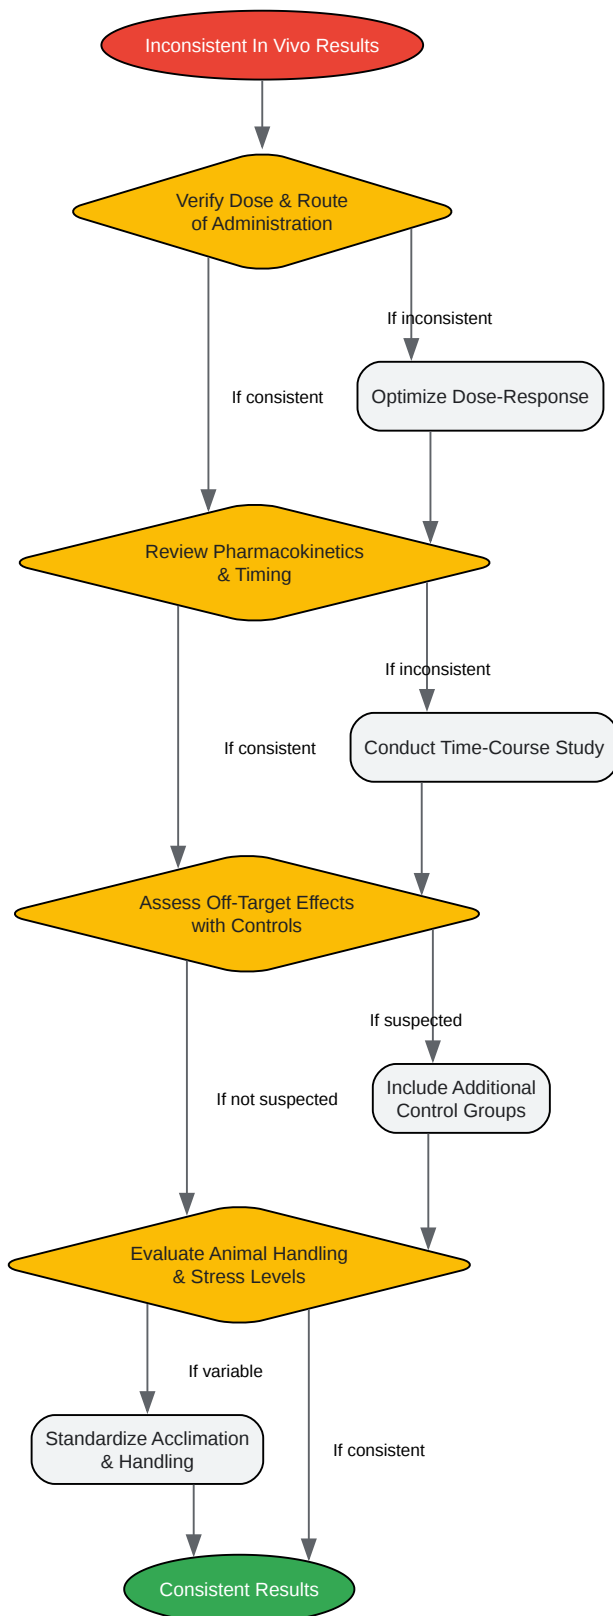 Inconsistent In Vivo Results
Verify Dose & Route
of Administration
If inconsistent
Optimize Dose-Response
If consistent
Review Pharmacokinetics
& Timing
If inconsistent
Conduct Time-Course Study
If consistent
Assess Off-Target Effects
with Controls
If suspected
Include Additional
Control Groups
If not suspected
Evaluate Animal Handling
& Stress Levels
If variable
Standardize Acclimation
& Handling
If consistent
Consistent Results